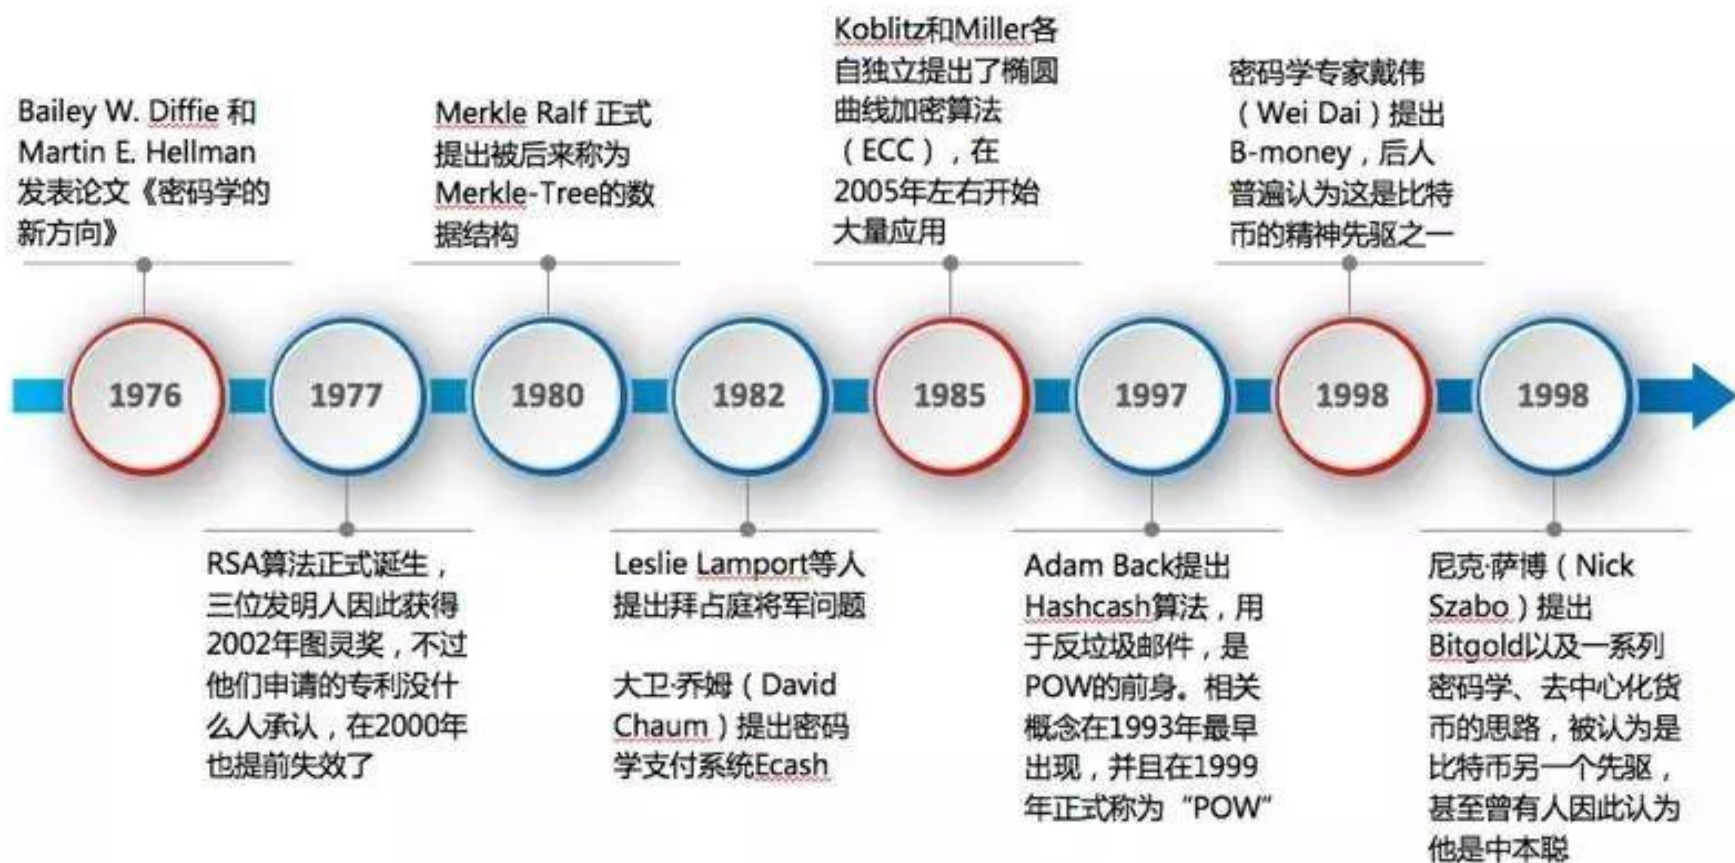 Bailey W. Diffie 和
Martin E. Hellman
发表论文《密码学的
新方向》
Merkle Ralf 正式
提出被后来称为
Merkle-Tree的数
据结构
Koblitz和Miller各
自独立提出了椭圆
曲线加密算法
（ECC），在
2005年左右开始
大量应用
密码学专家戴伟
（Wei Dai）提出
B-money，后人
普遍认为这是比特
币的精神先驱之一
1976
1977
1980
1982
1985
1997
1998
1998
RSA算法正式诞生，
三位发明人因此获得
2002年图灵奖，不过
他们申请的专利没什
么人承认，在2000年
也提前失效了
Leslie Lamport等人
提出拜占庭将军问题
大卫·乔姆（David
Chaum）提出密码
学支付系统Ecash
Adam Back提出
Hashcash算法，用
于反垃圾邮件，是
POW的前身。相关
概念在1993年最早
出现，并且在1999
年正式称为“POW”
尼克·萨博（Nick
Szabo）提出
Bitgold以及一系列
密码学、去中心化货
币的思路，被认为是
比特币另一个先驱，
甚至曾有人因此认为
他是中本聪